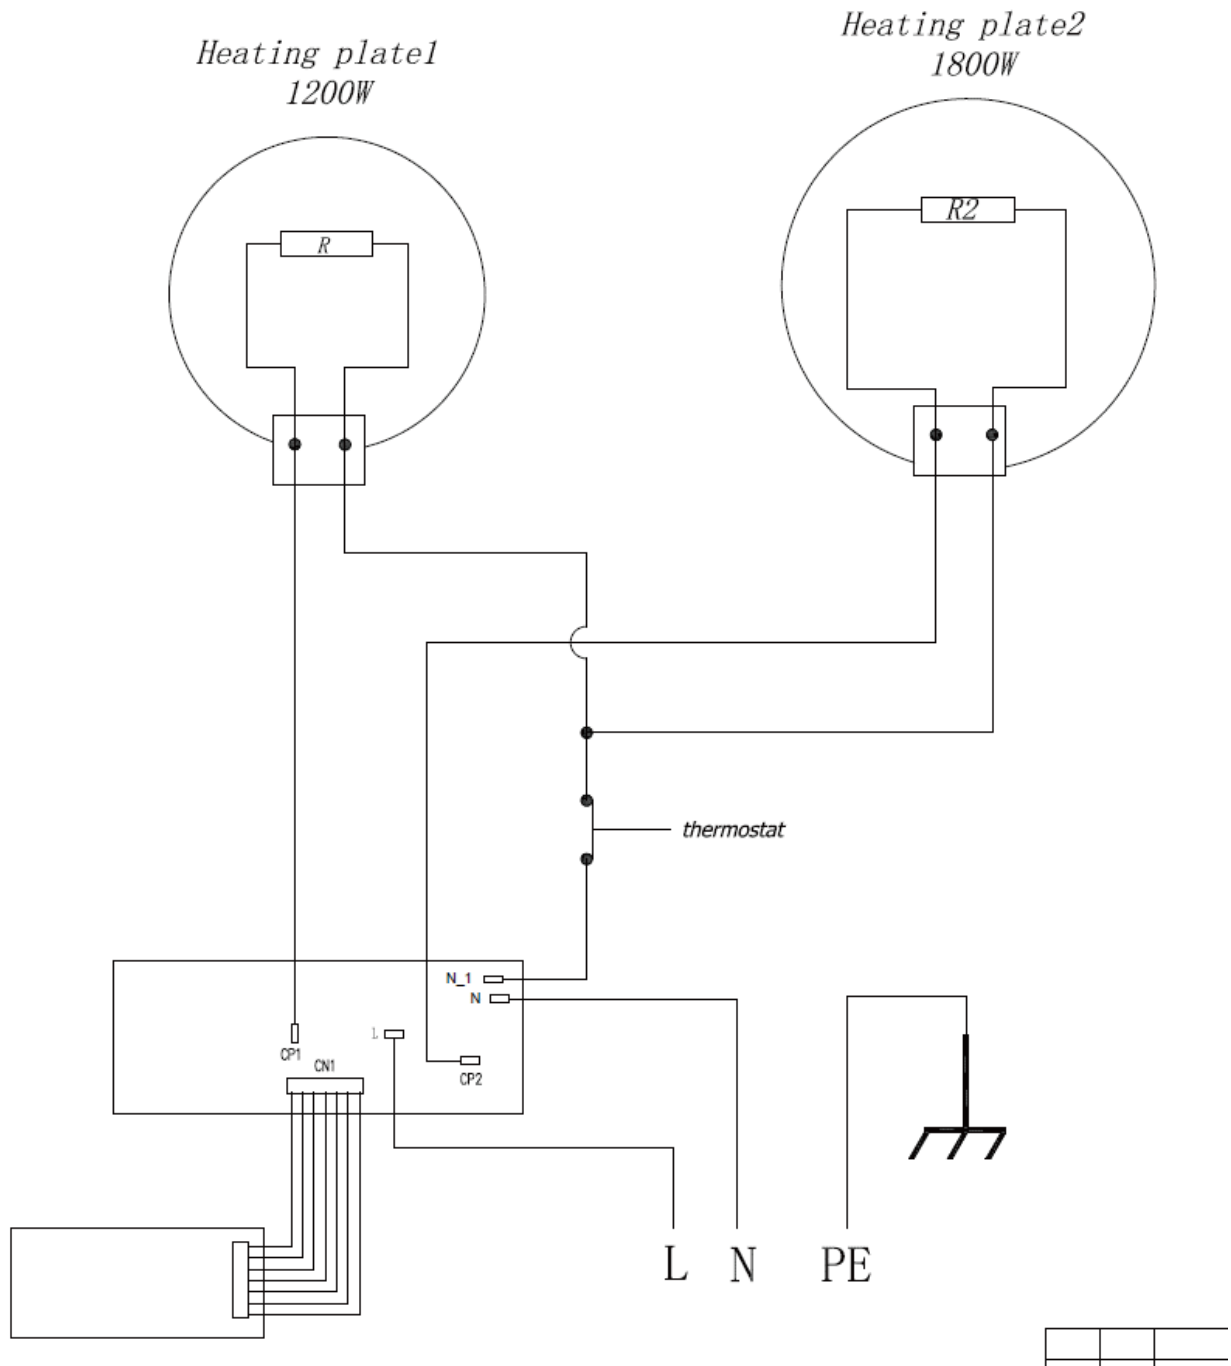 Heating plate1
1200W
Heating plate2
1800W
R
R2
thermostat
N_1
N
L
CP1
CN1
CP2
L N PE